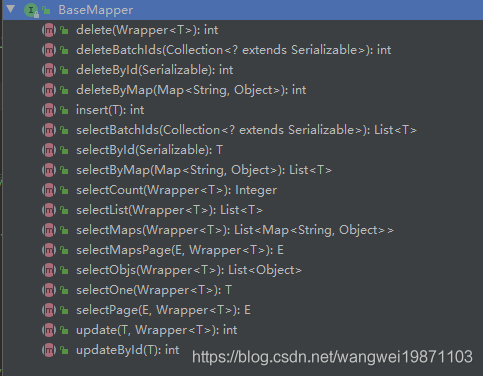 BaseMapper
delete(Wrapper<T>): int
deleteBatchIds(Collection<? extends Serializable>): int
deleteById(Serializable): int
deleteByMap(Map<String, Object>): int
insert(T): int
selectBatchIds(Collection<? extends Serializable>): List<T>
selectById(Serializable): T
selectByMap(Map<String, Object>): List<T>
selectCount(Wrapper<T>): Integer
selectList(Wrapper<T>): List<T>
selectMaps(Wrapper<T>): List<Map<String, Object>>
selectMapsPage(E, Wrapper<T>): E
selectObjs(Wrapper<T>): List<Object>
selectOne(Wrapper<T>): T
selectPage(E, Wrapper<T>): E
update(T, Wrapper<T>): int
updateById(T): int
https://blog.csdn.net/wangwei19871103